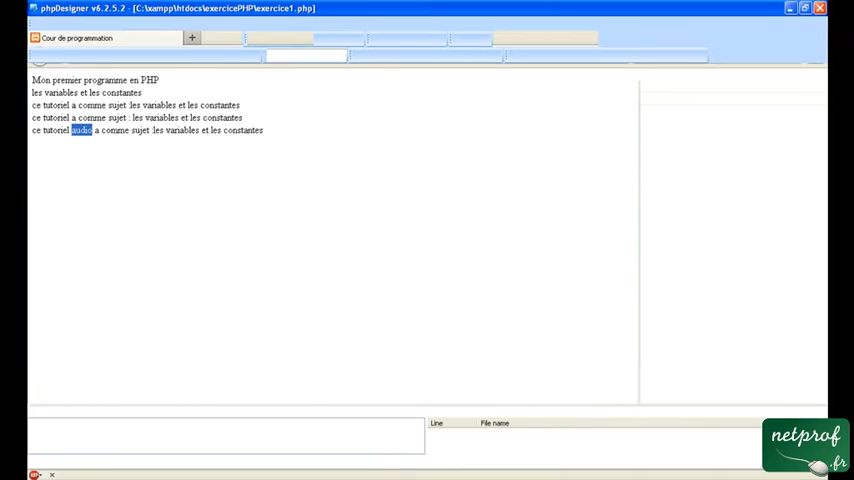 phpDesigner v6.2.5.2 - [C:\xampp\htdocs\exercicePHP\exercice1.php]
Cour de programmation
Mon premier programme en PHP
les variables et les constantes
ce tutoriel a comme sujet :les variables et les constantes
ce tutoriel a comme sujet : les variables et les constantes
ce tutoriel audio a comme sujet :les variables et les constantes
Line File name
netprof
.fr